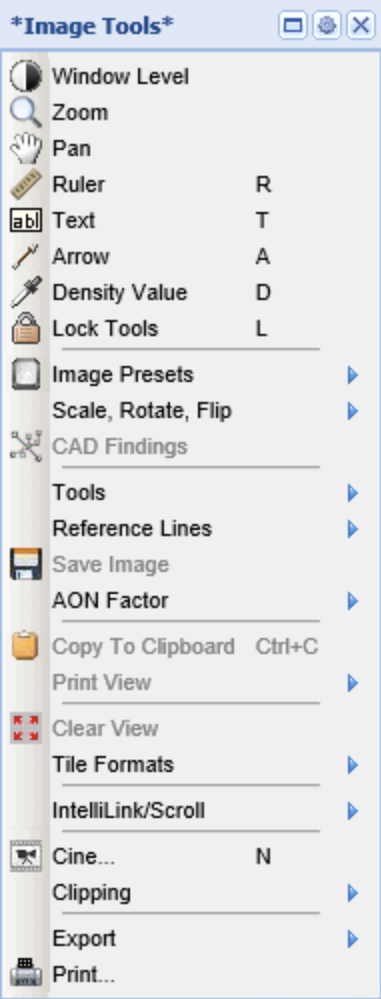 *Image Tools*
Window Level
Zoom
Pan
Ruler R
abl Text T
Arrow A
Density Value D
Lock Tools L
Image Presets
Scale, Rotate, Flip
CAD Findings
Tools
Reference Lines
Save Image
AON Factor
Copy To Clipboard Ctrl+C
Print View
Clear View
Tile Formats
IntelliLink/Scroll
Cine... N
Clipping
Export
Print...